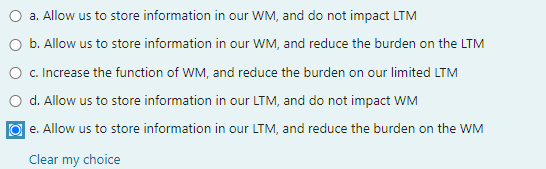 a. Allow us to store information in our WM, and do not impact LTM
b. Allow us to store information in our WM, and reduce the burden on the LTM
c. Increase the function of WM, and reduce the burden on our limited LTM
d. Allow us to store information in our LTM, and do not impact WM
e. Allow us to store information in our LTM, and reduce the burden on the WM
Clear my choice